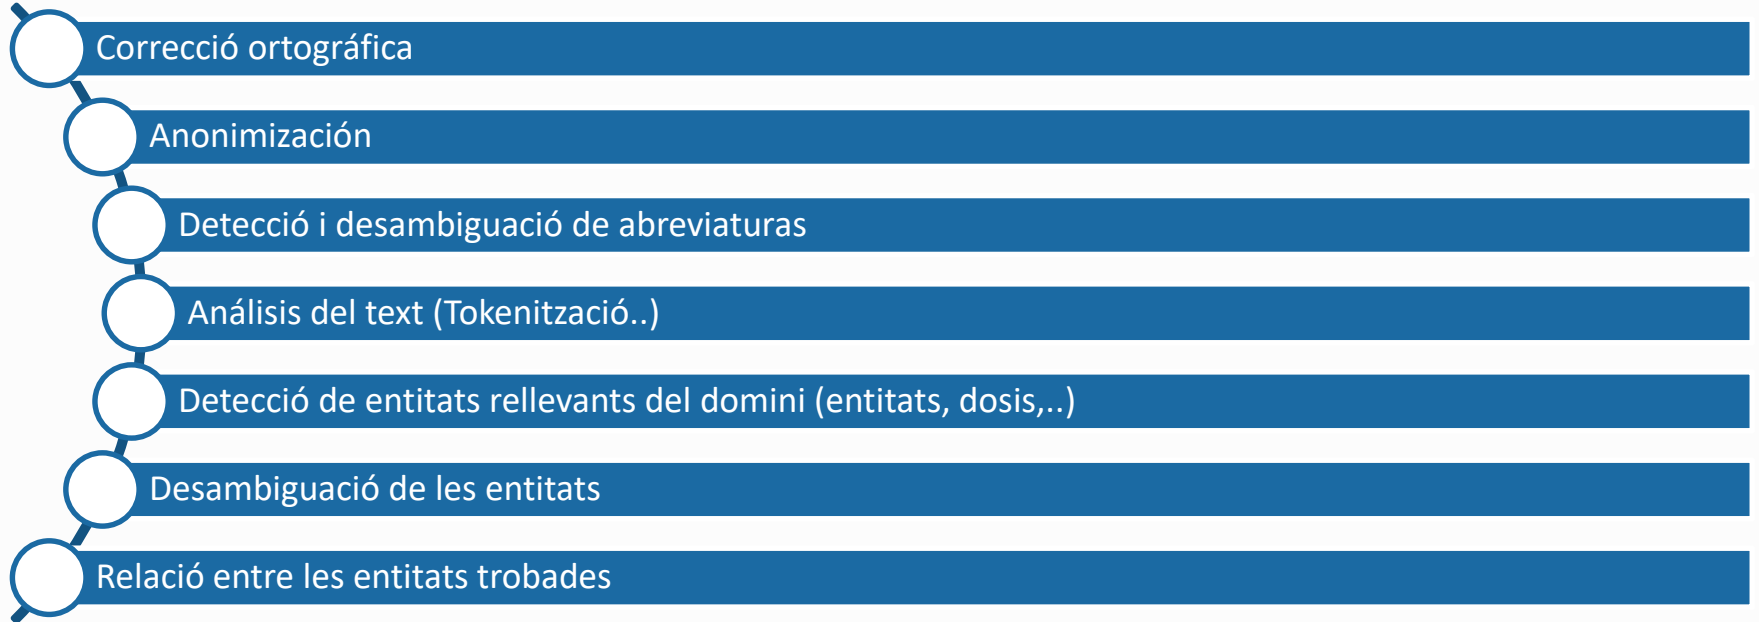 Correcció ortográfica
Anonimización
Detecció i desambiguació de abreviaturas
Análisis del text (Tokenització..)
Detecció de entitats rellevants del domini (entitats, dosis,..)
Desambiguació de les entitats
Relació entre les entitats trobades